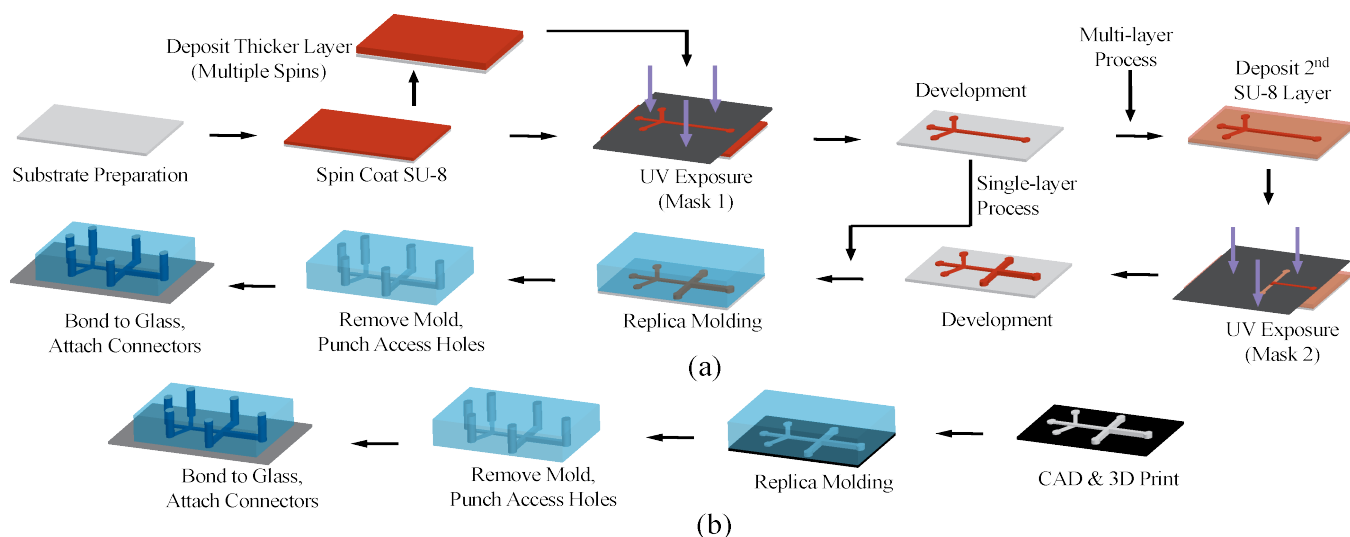 Deposit Thicker Layer
(Multiple Spins)
Substrate Preparation
Spin Coat SU-8
UV Exposure
(Mask 1)
Development
Multi-layer
Process
Deposit 2nd
SU-8 Layer
Single-layer
Process
UV Exposure
(Mask 2)
Development
Replica Molding
Remove Mold,
Punch Access Holes
Bond to Glass,
Attach Connectors
(a)
CAD & 3D Print
Replica Molding
Remove Mold,
Punch Access Holes
Bond to Glass,
Attach Connectors
(b)